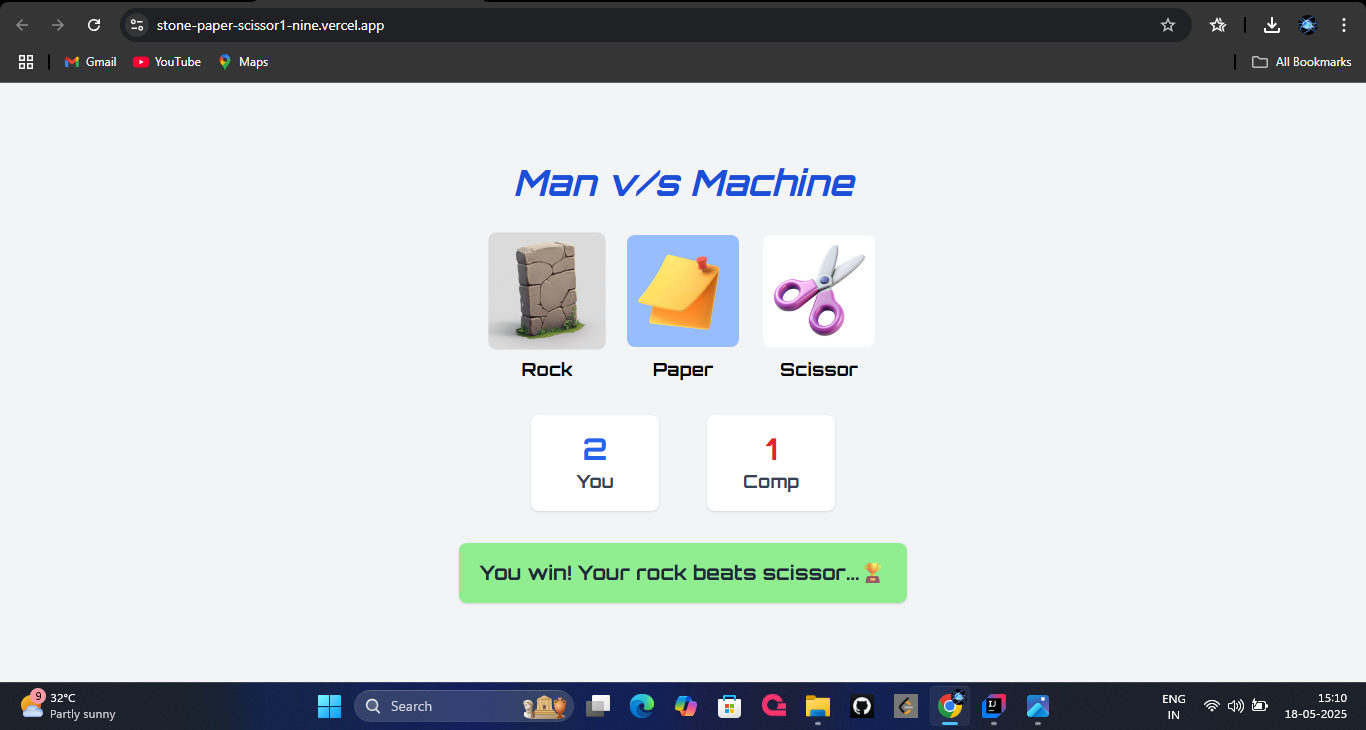 stone-paper-scissor1-nine.vercel.app
Gmail YouTube Maps All Bookmarks
Man v/s Machine
Rock Paper Scissor
2 1
You Comp
You win! Your rock beats scissor...🏆
9
32°C
Partly sunny
Search
IJ
ENG
IN
15:10
18-05-2025